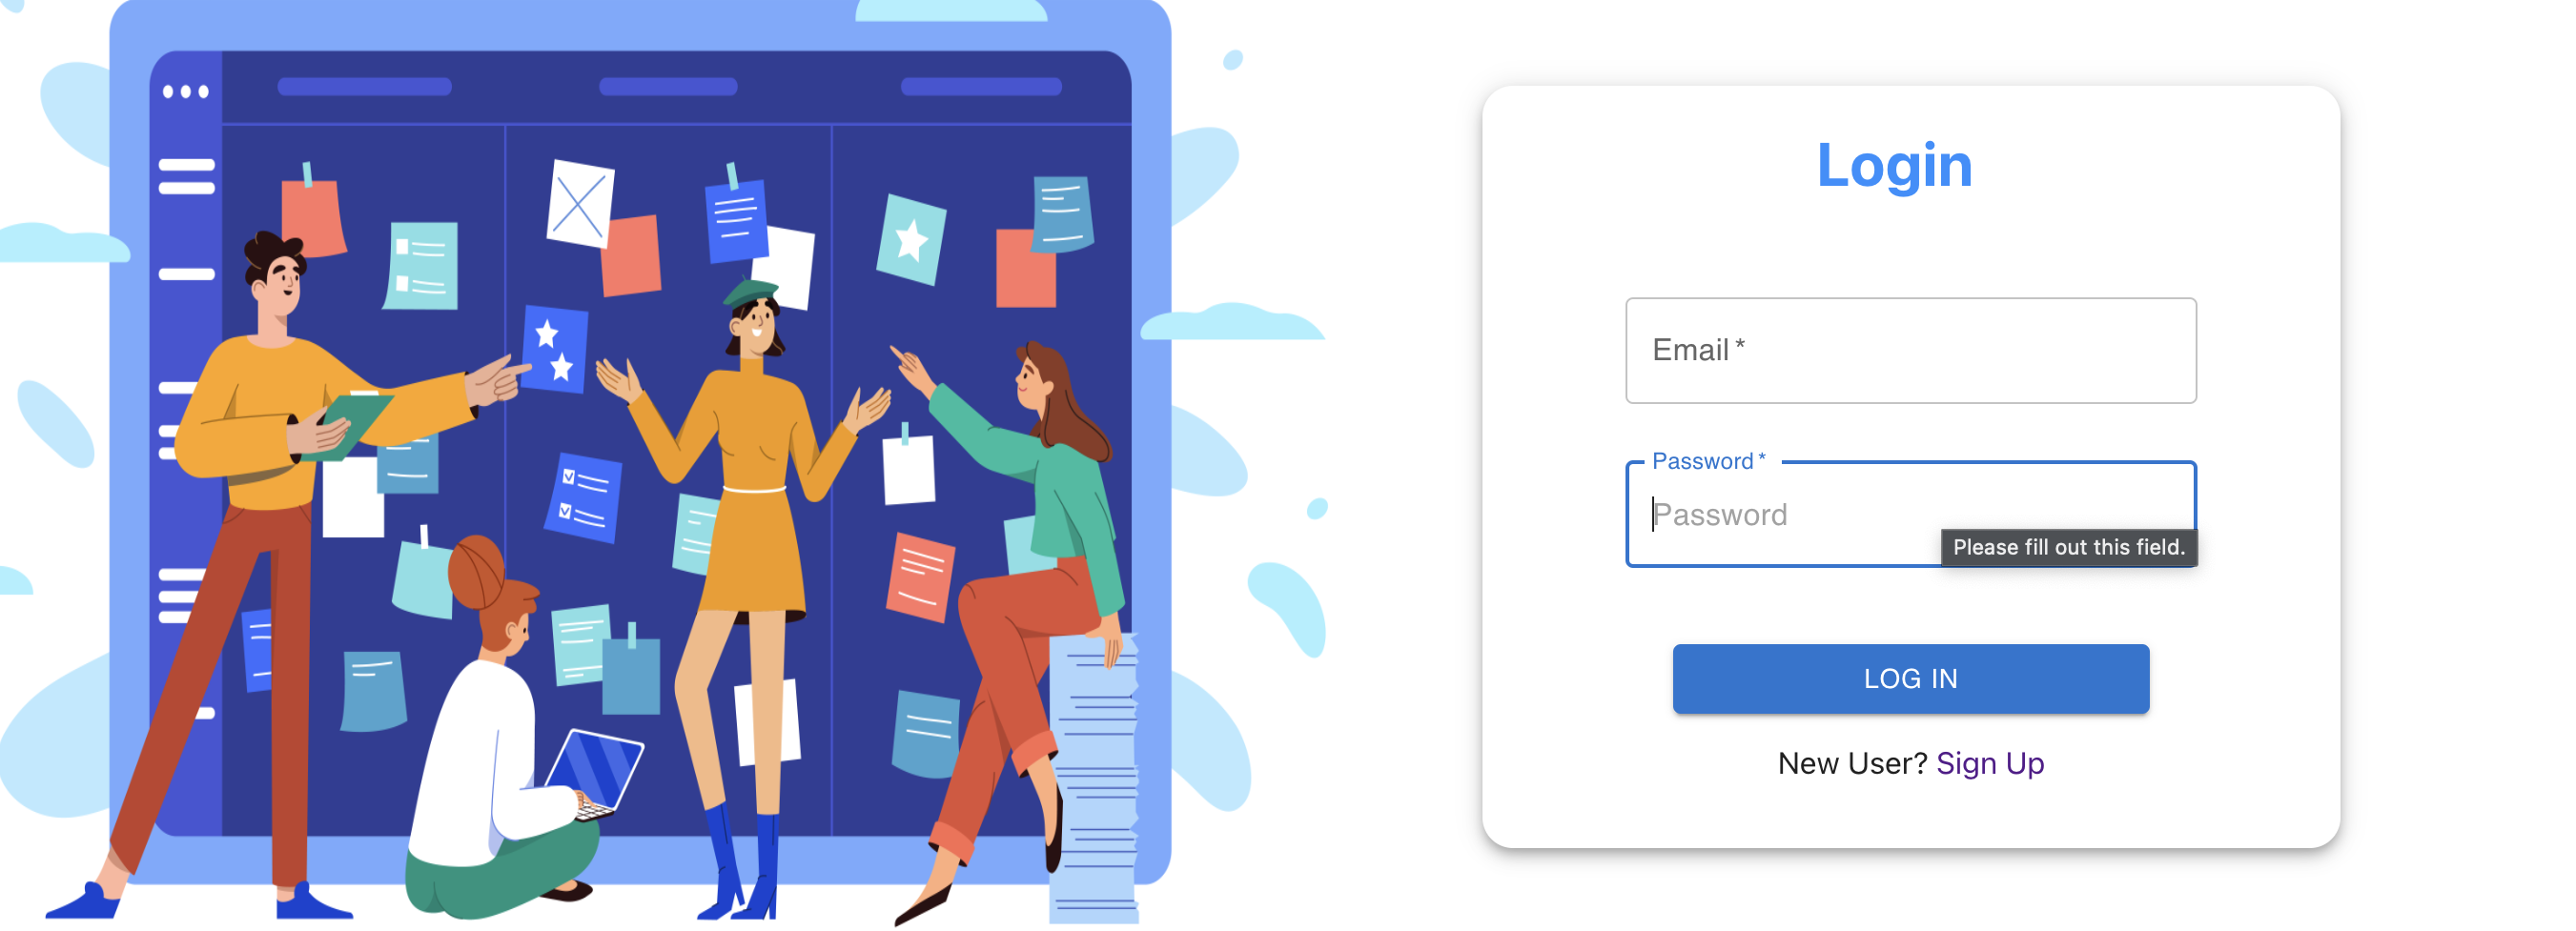 Login
Email *
Password *
Password
Please fill out this field.
LOG IN
New User? Sign Up